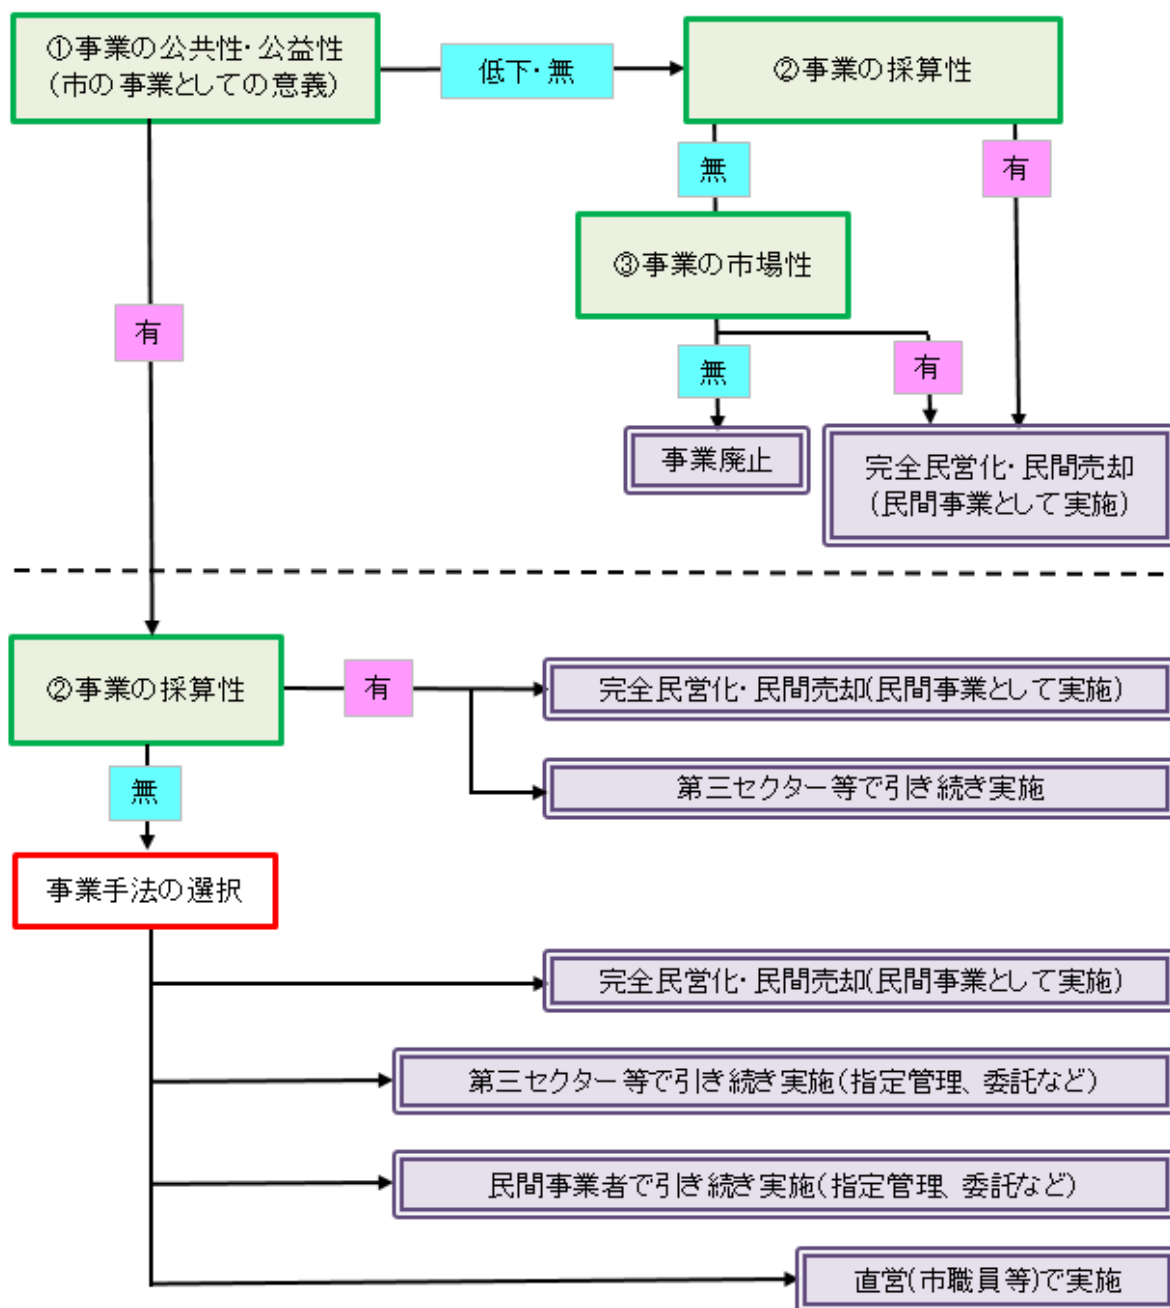 ①事業の公共性・公益性
(市の事業としての意義)
低下・無
②事業の採算性
無
有
③事業の市場性
有
無
有
事業廃止
完全民営化・民間売却
(民間事業として実施)
②事業の採算性
有
完全民営化・民間売却(民間事業として実施)
第三セクター等で引き続き実施
無
事業手法の選択
完全民営化・民間売却(民間事業として実施)
第三セクター等で引き続き実施(指定管理、委託など)
民間事業者で引き続き実施(指定管理、委託など)
直営(市職員等)で実施